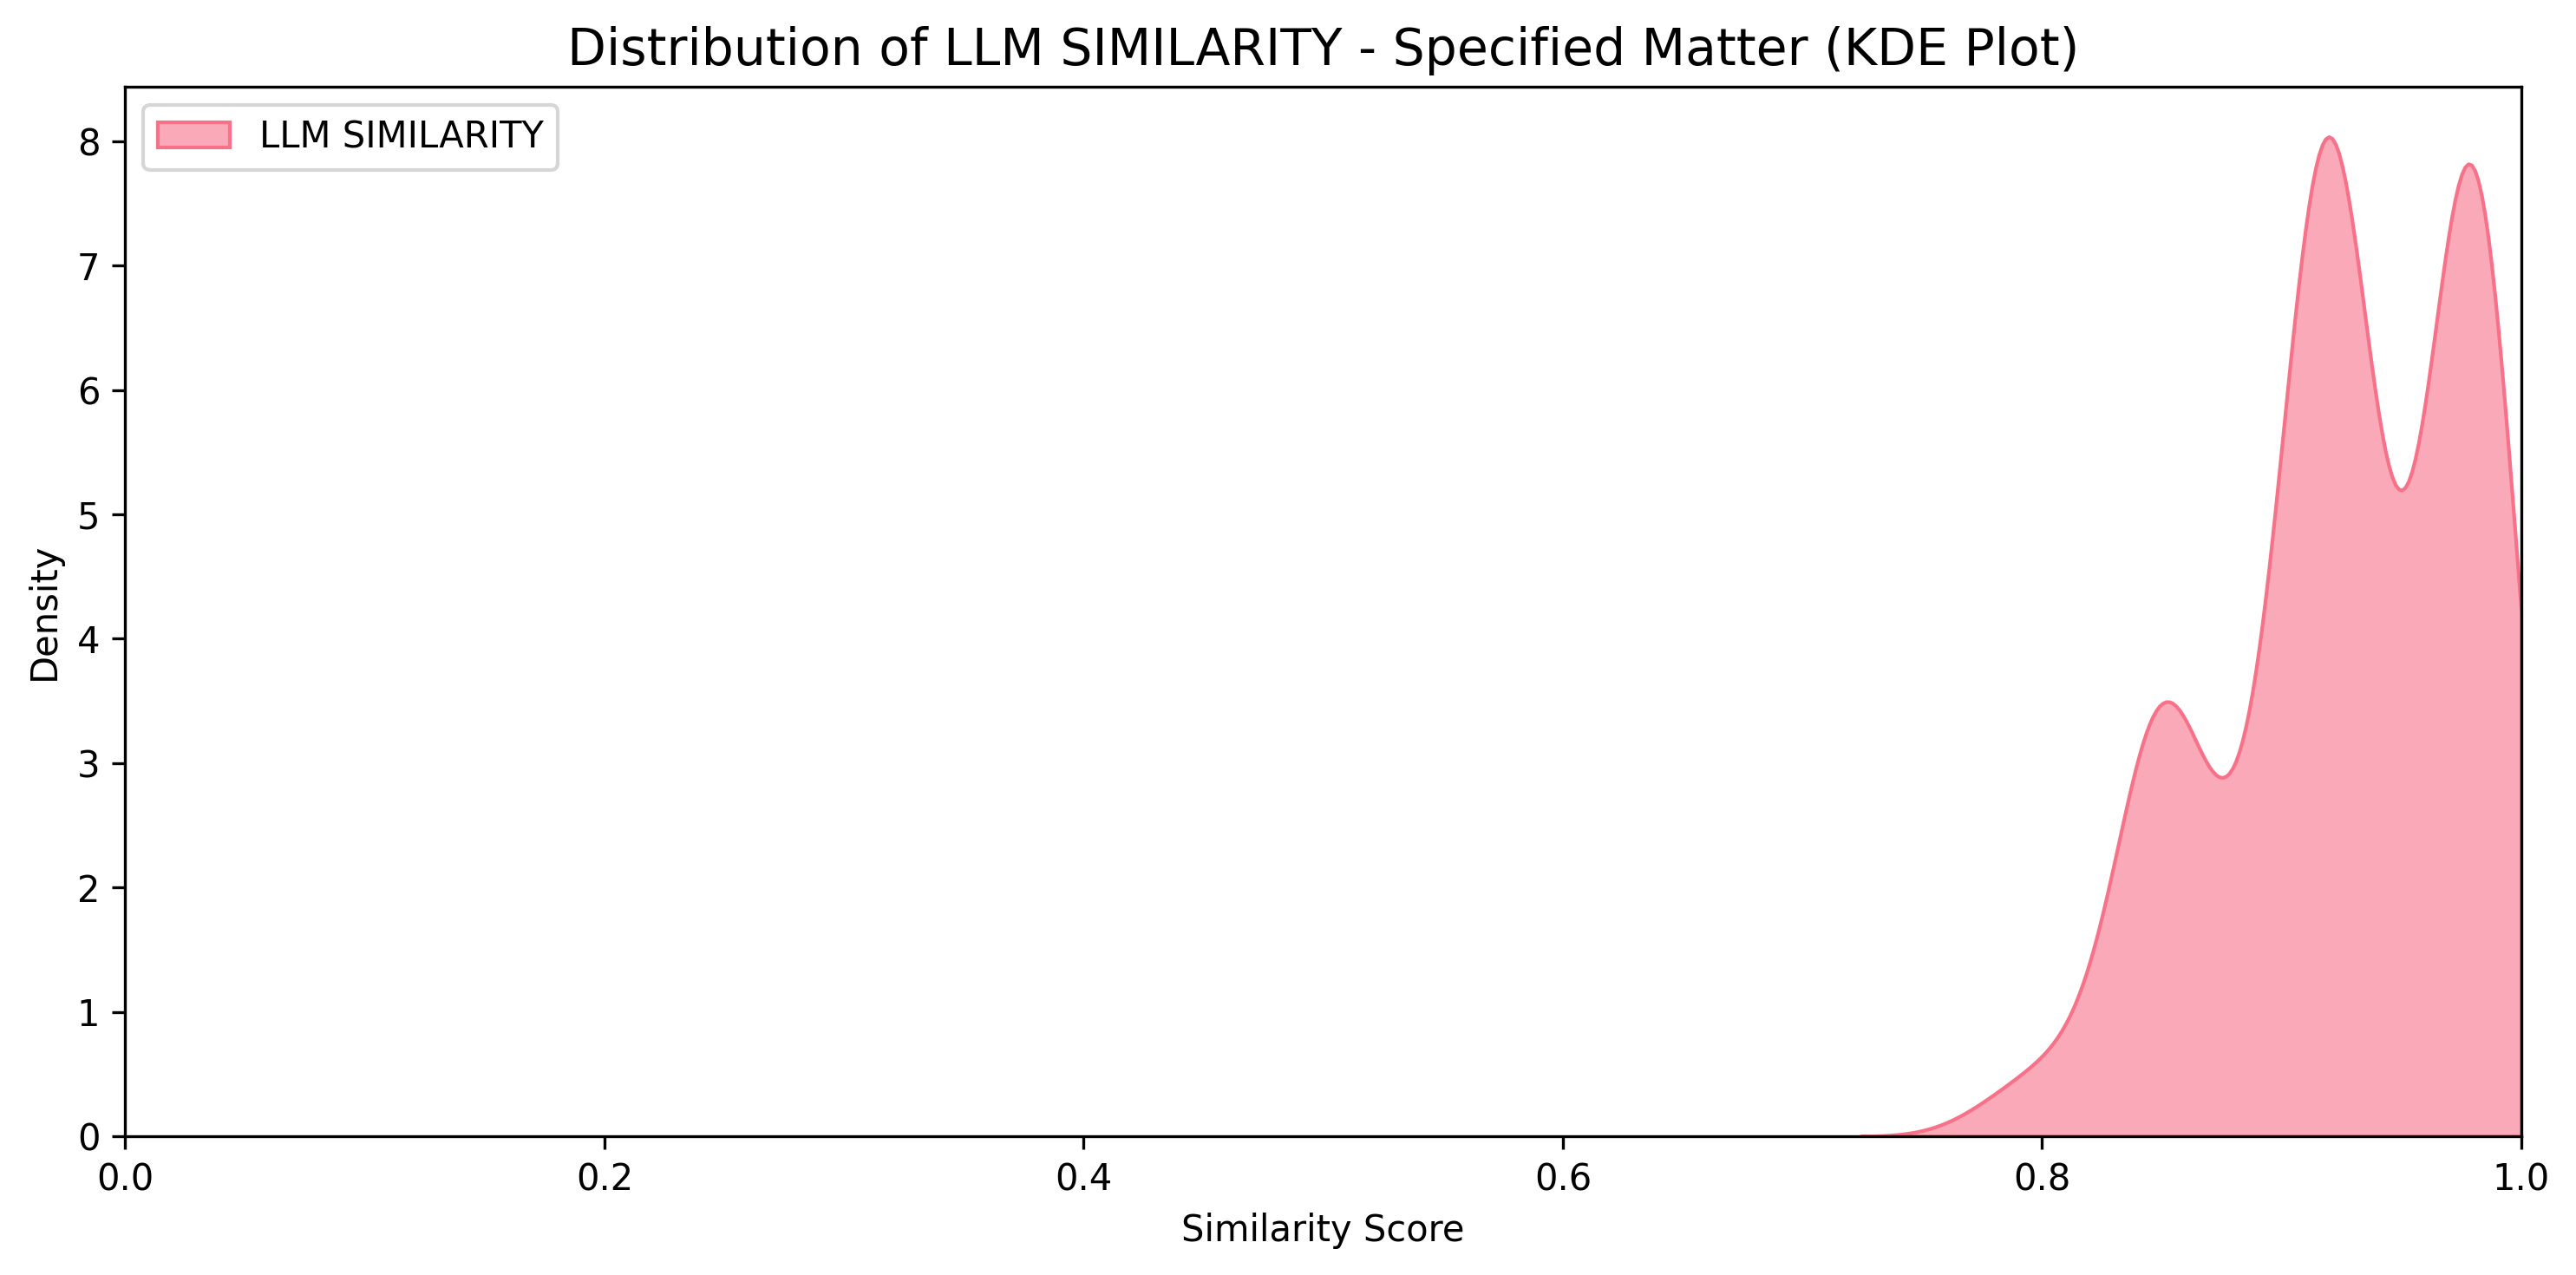 Distribution of LLM SIMILARITY - Specified Matter (KDE Plot)
LLM SIMILARITY
8
7
6
5
4
3
2
1
0
Density
0.0 0.2 0.4 0.6 0.8 1.0
Similarity Score